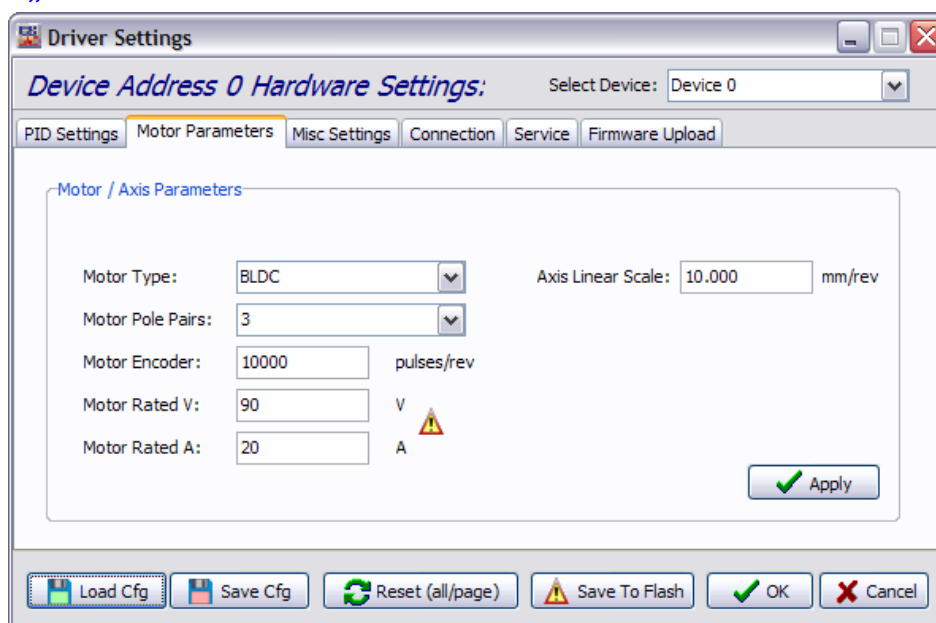 Driver Settings
Device Address 0 Hardware Settings: Select Device: Device 0
PID Settings Motor Parameters Misc Settings Connection Service Firmware Upload
Motor / Axis Parameters
Motor Type: BLDC Axis Linear Scale: 10.000 mm/rev
Motor Pole Pairs: 3
Motor Encoder: 10000 pulses/rev
Motor Rated V: 90 V
Motor Rated A: 20 A
Apply
Load Cfg Save Cfg Reset (all/page) Save To Flash OK Cancel